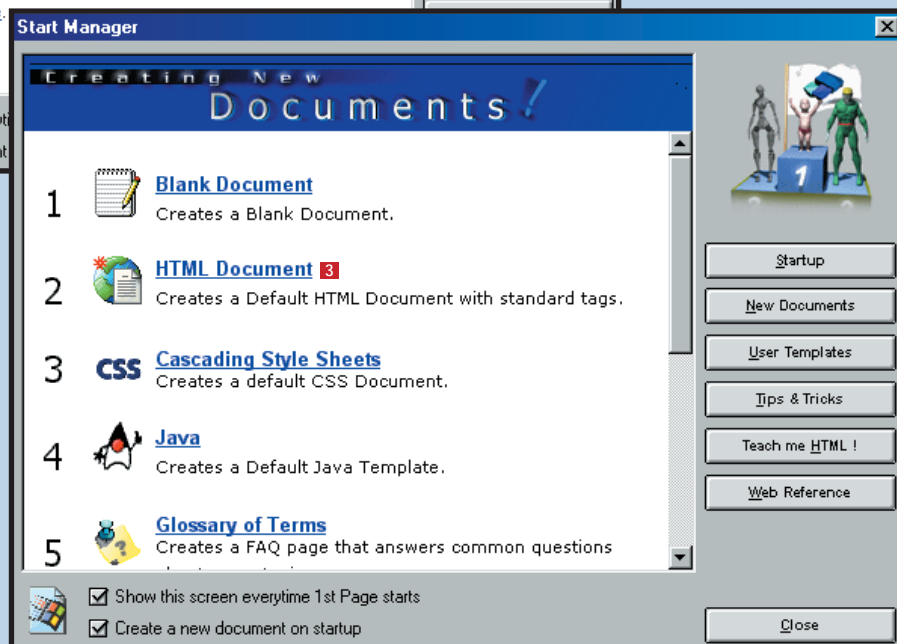 Start Manager
Creating New
Documents!
1
Blank Document
Creates a Blank Document.
2
HTML Document 3
Creates a Default HTML Document with standard tags.
3
CSS
Cascading Style Sheets
Creates a default CSS Document.
4
Java
Creates a Default Java Template.
5
Glossary of Terms
Creates a FAQ page that answers common questions
1
Startup
New Documents
User Templates
Tips & Tricks
Teach me HTML !
Web Reference
Show this screen everytime 1st Page starts
Create a new document on startup
Close